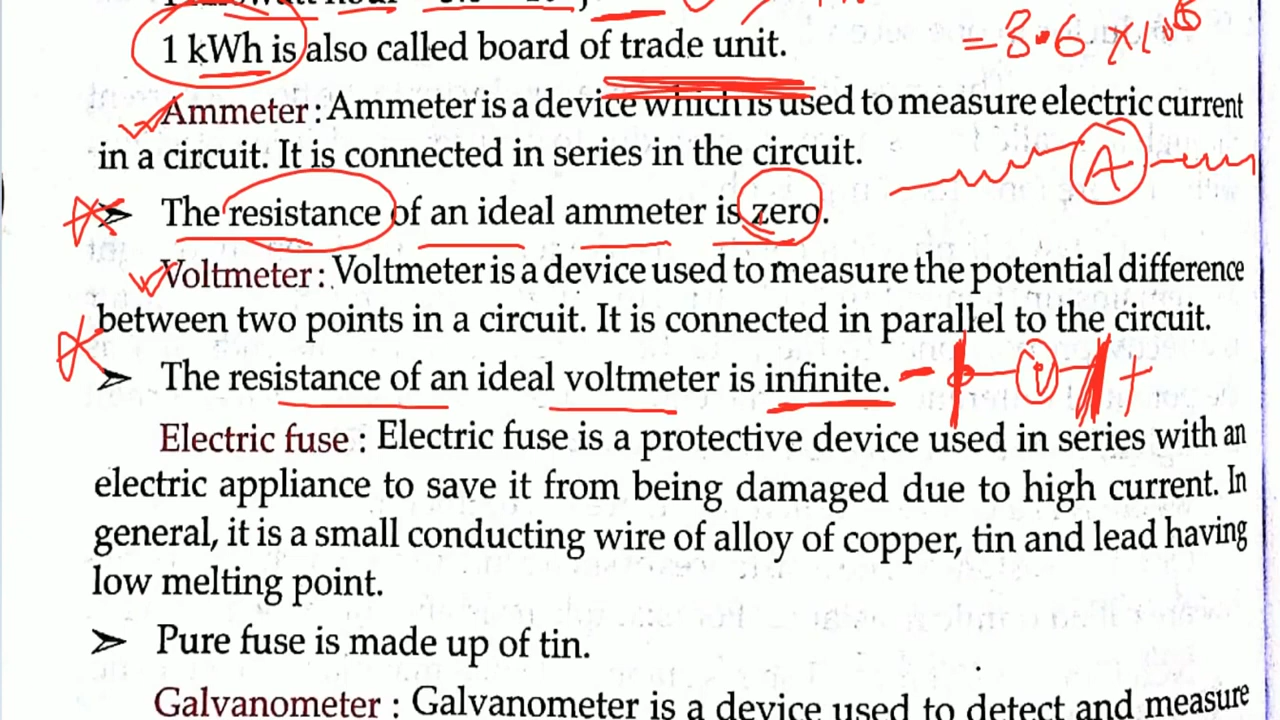 1 kWh is also called board of trade unit.
= 3.6 × 10⁶
Ammeter : Ammeter is a device which is used to measure electric current
in a circuit. It is connected in series in the circuit.
A
➢ The resistance of an ideal ammeter is zero.
Voltmeter : Voltmeter is a device used to measure the potential difference
between two points in a circuit. It is connected in parallel to the circuit.
➢ The resistance of an ideal voltmeter is infinite.
- V +
Electric fuse : Electric fuse is a protective device used in series with an
electric appliance to save it from being damaged due to high current. In
general, it is a small conducting wire of alloy of copper, tin and lead having
low melting point.
➢ Pure fuse is made up of tin.
Galvanometer : Galvanometer is a device used to detect and measure